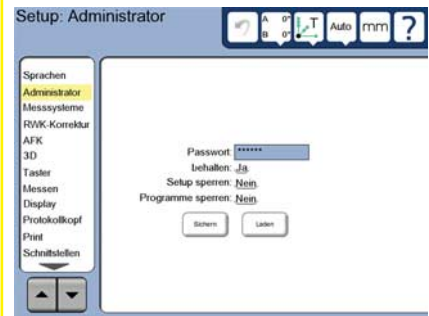 Setup: Administrator
A 0°
B 0°
T
Auto
mm
?
Sprachen
Administrator
Messsysteme
RWK-Korrektur
AFK
3D
Taster
Messen
Display
Protokollkopf
Print
Schnittstellen
Passwort: ******
behalten: Ja
Setup sperren: Nein
Programme sperren: Nein
Sichern Laden